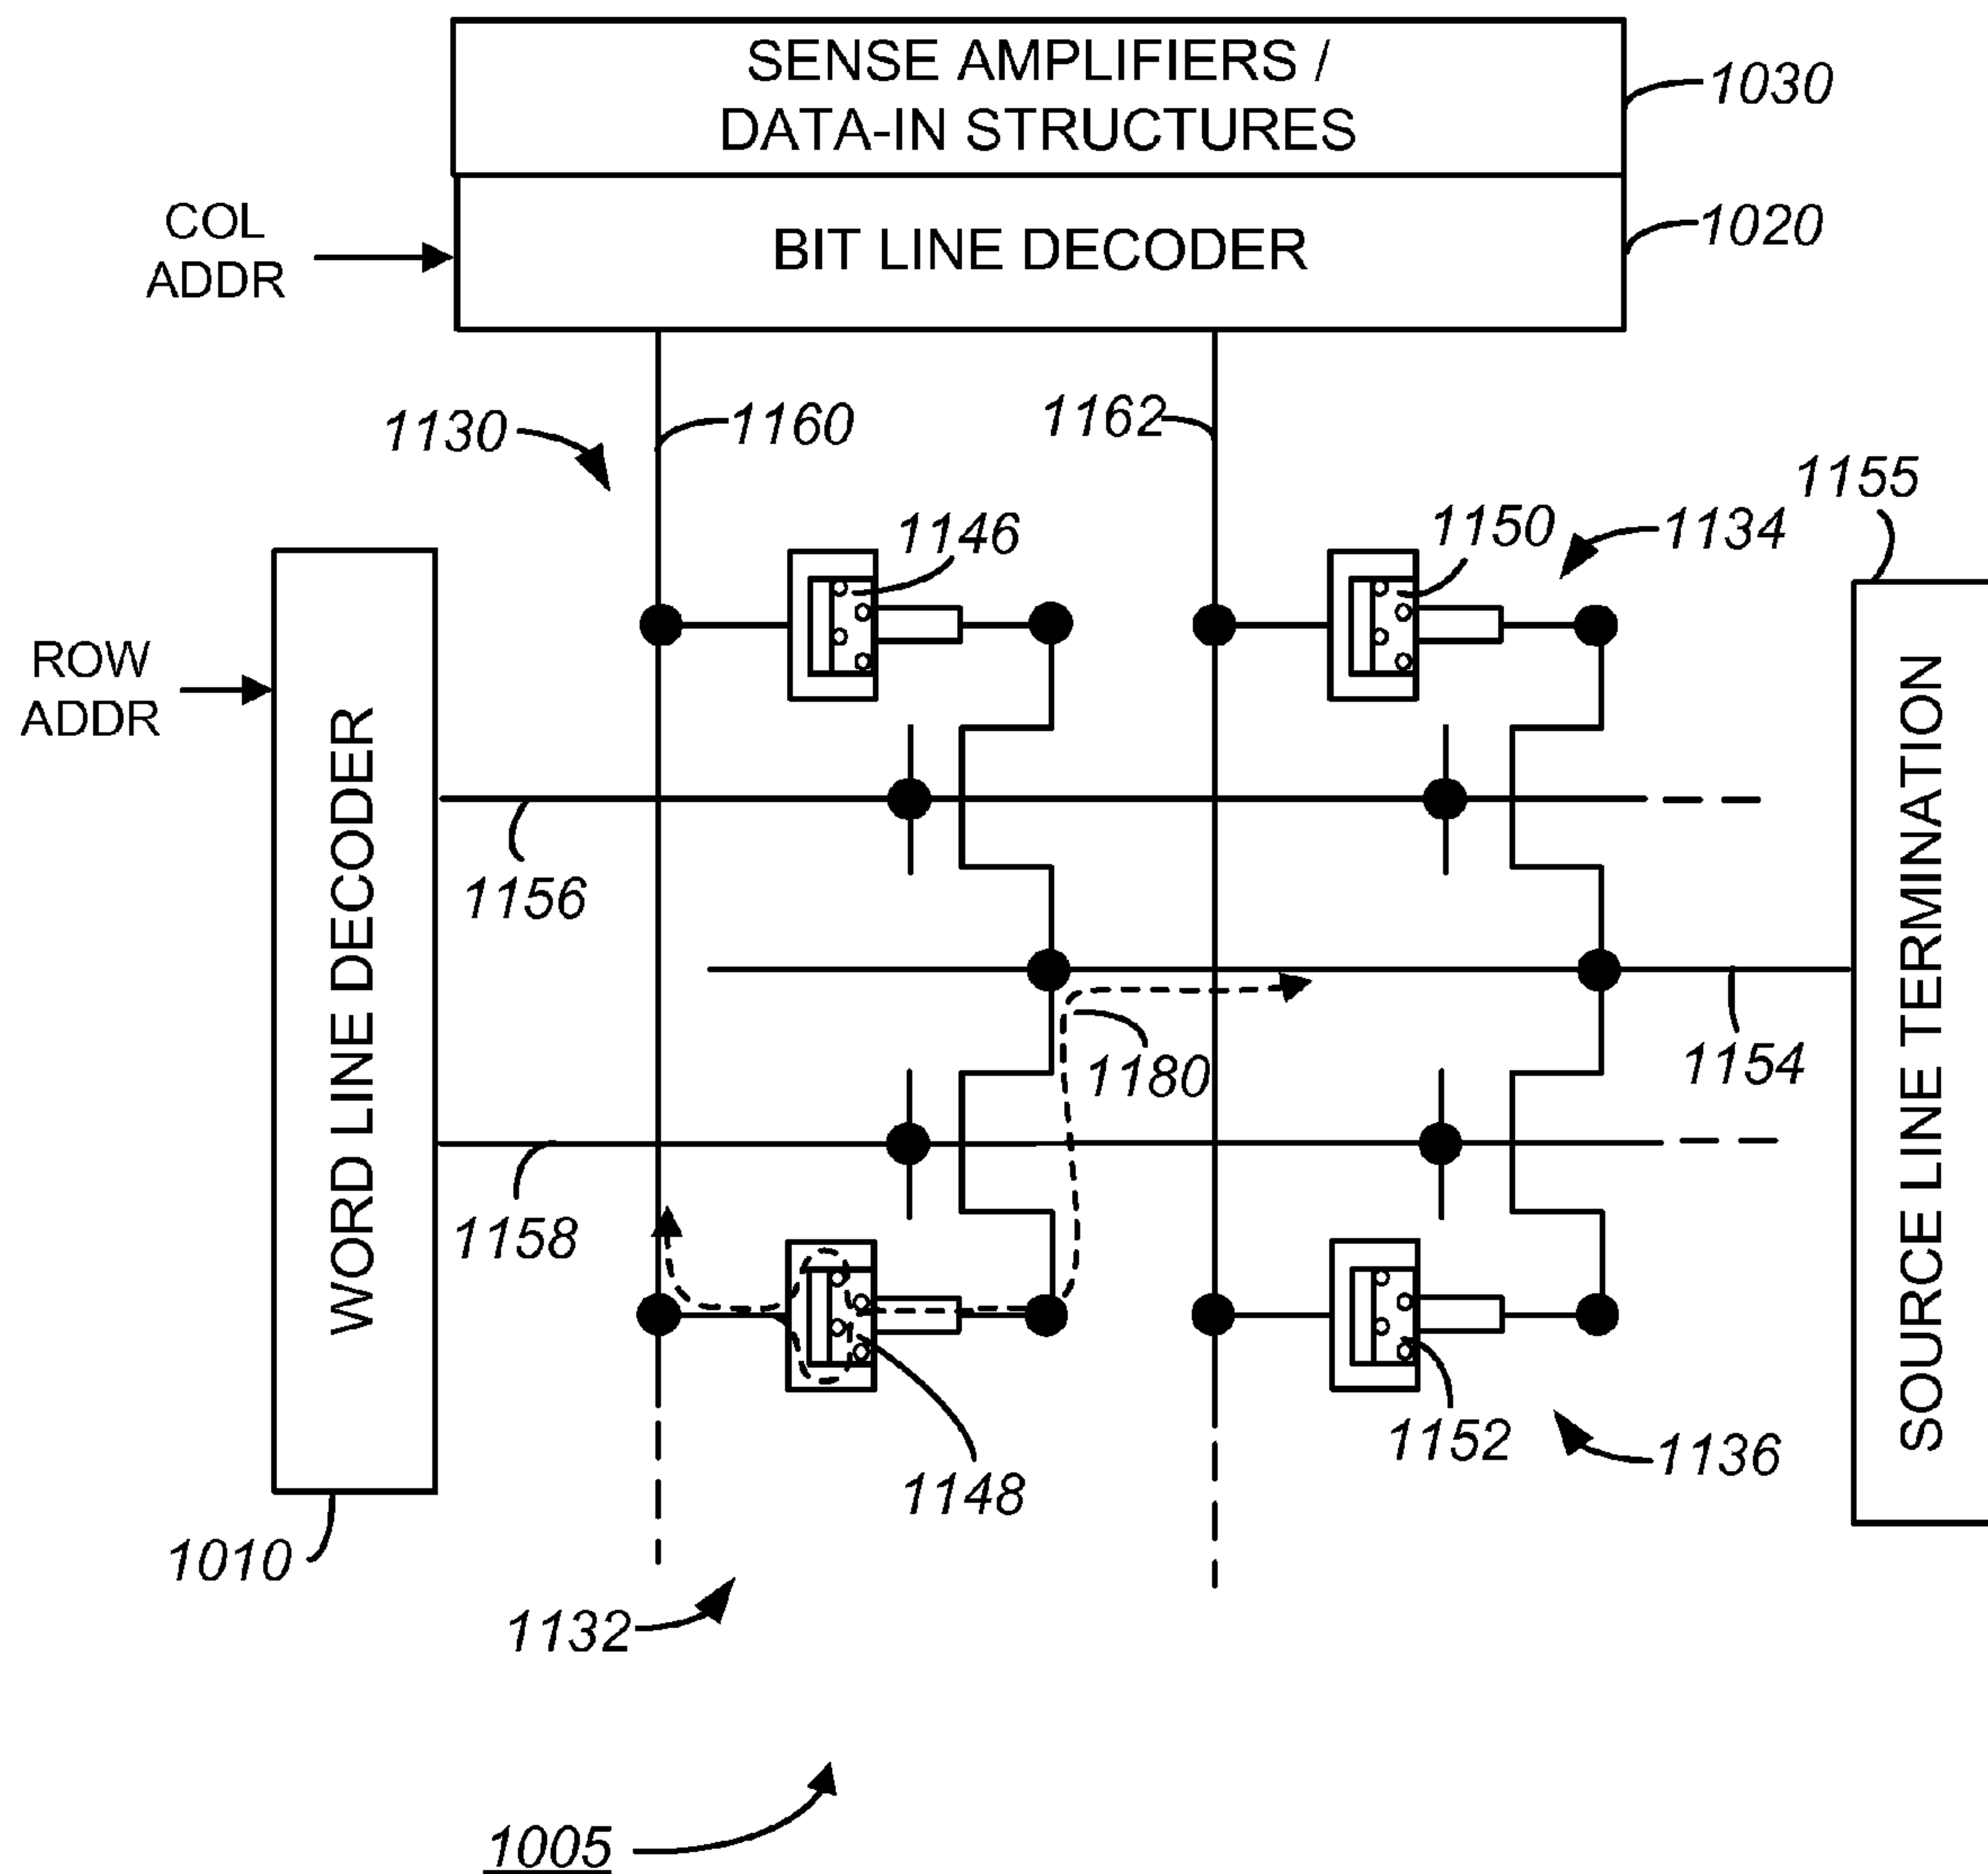 SENSE AMPLIFIERS /
DATA-IN STRUCTURES
1030
COL
ADDR
BIT LINE DECODER
1020
1130
1160
1162
1155
1146
1150
1134
ROW
ADDR
WORD LINE DECODER
SOURCE LINE TERMINATION
1156
1180
1154
1158
1148
1152
1136
1010
1132
1005